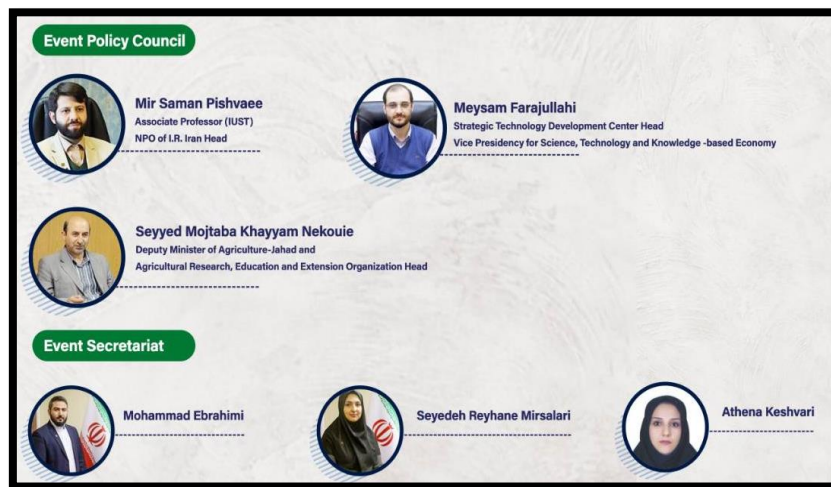 Event Policy Council
Mir Saman Pishvaee
Associate Professor (IUST)
NPO of I.R. Iran Head
Meysam Farajullahi
Strategic Technology Development Center Head
Vice Presidency for Science, Technology and Knowledge -based Economy
Seyyed Mojtaba Khayyam Nekouie
Deputy Minister of Agriculture-Jahad and
Agricultural Research, Education and Extension Organization Head
Event Secretariat
Mohammad Ebrahimi
Seyedeh Reyhane Mirsalari
Athena Keshvari